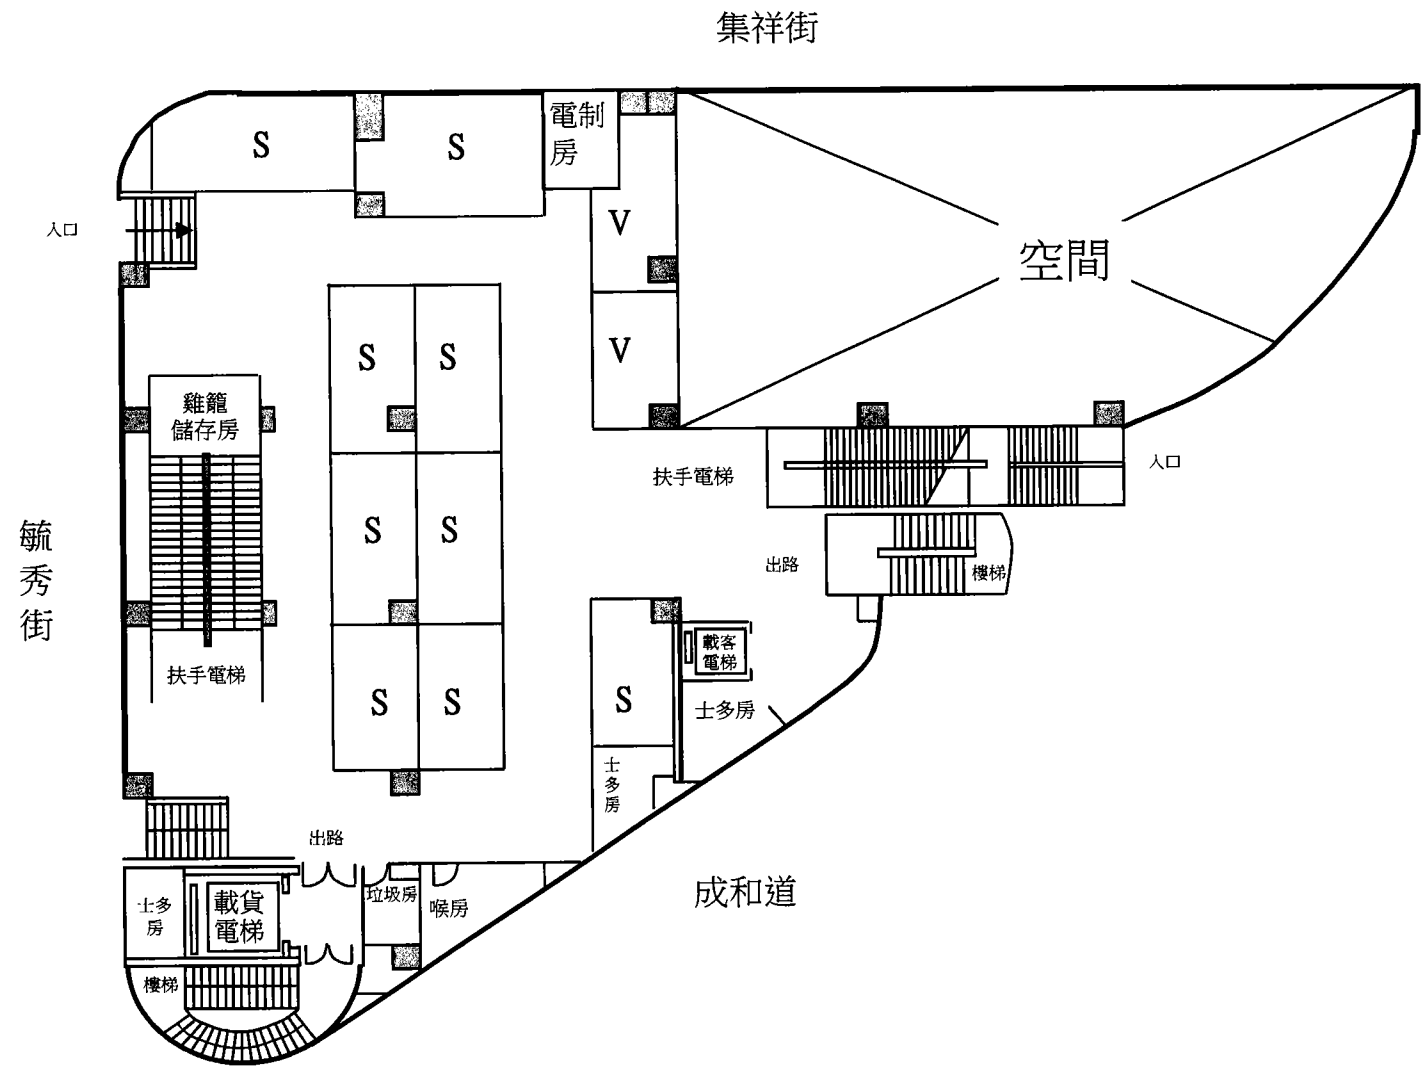 集祥街
電制
房
S
S
入口
V
空間
V
S
S
雞籠
儲存房
扶手電梯
入口
毓
秀
街
S
S
出路
樓梯
載客
電梯
扶手電梯
S
S
S
士多房
士
多
房
出路
成和道
士多
房
載貨
電梯
垃圾房
喉房
樓梯